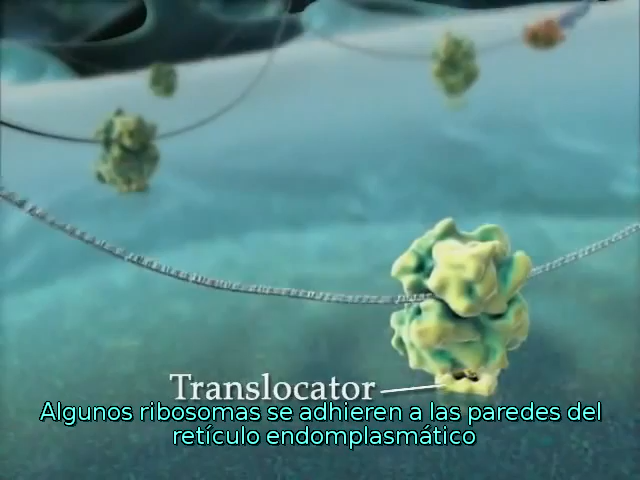 Translocator
Algunos ribosomas se adhieren a las paredes del
retículo endomplasmático